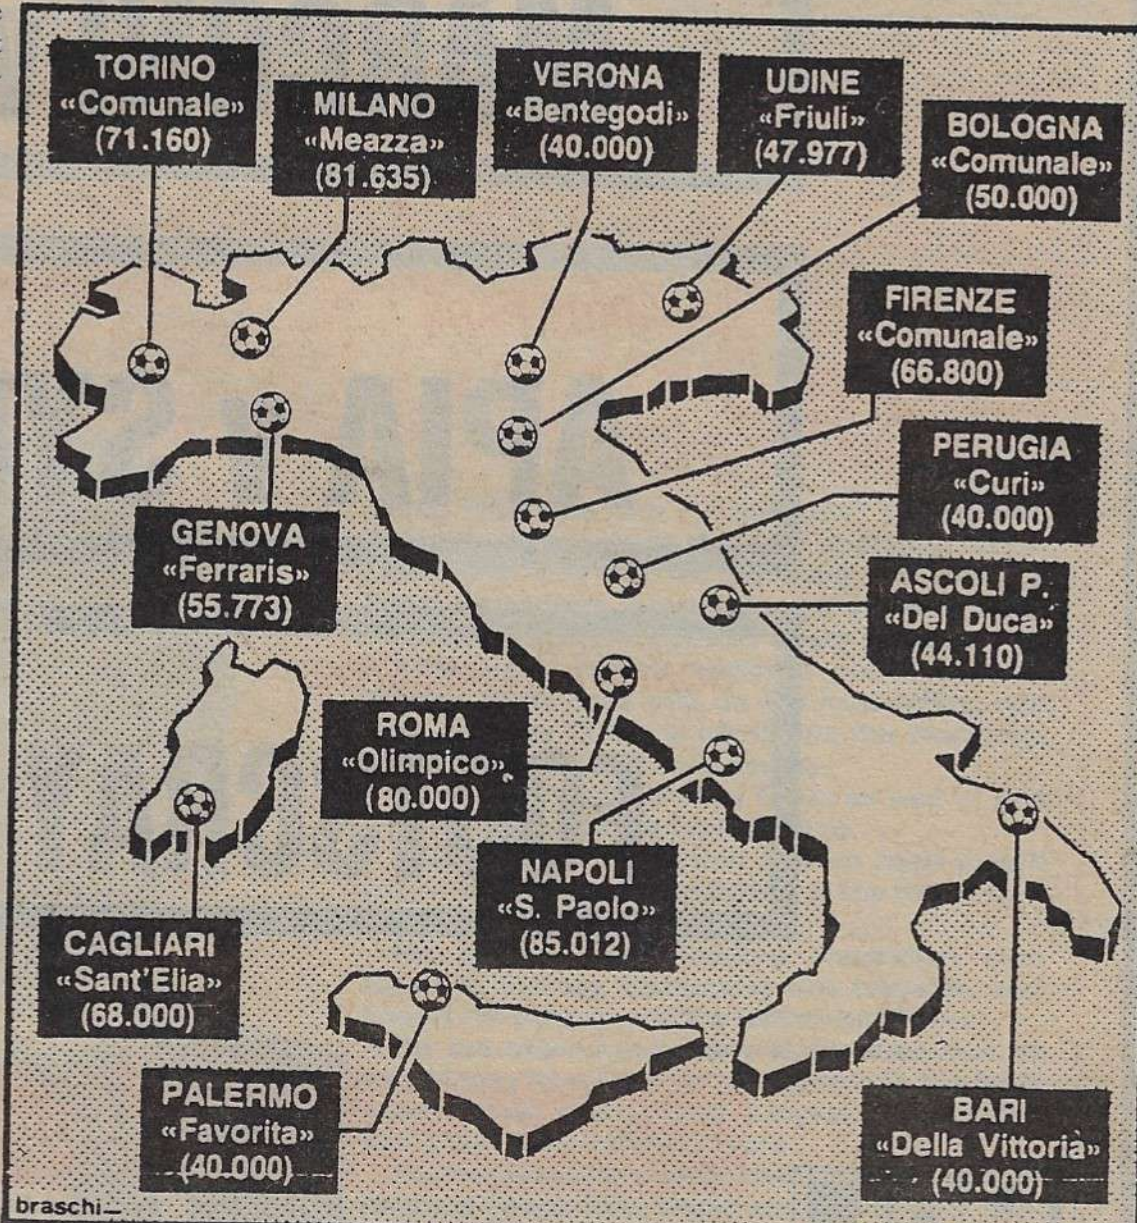 TORINO
«Comunale»
(71.160)
MILANO
«Meazza»
(81.635)
VERONA
«Bentegodi»
(40.000)
UDINE
«Friuli»
(47.977)
BOLOGNA
«Comunale»
(50.000)
FIRENZE
«Comunale»
(66.800)
PERUGIA
«Curi»
(40.000)
GENOVA
«Ferraris»
(55.773)
ASCOLI P.
«Del Duca»
(44.110)
ROMA
«Olimpico»
(80.000)
NAPOLI
«S. Paolo»
(85.012)
CAGLIARI
«Sant'Elia»
(68.000)
PALERMO
«Favorita»
(40.000)
BARI
«Della Vittoria»
(40.000)
braschi